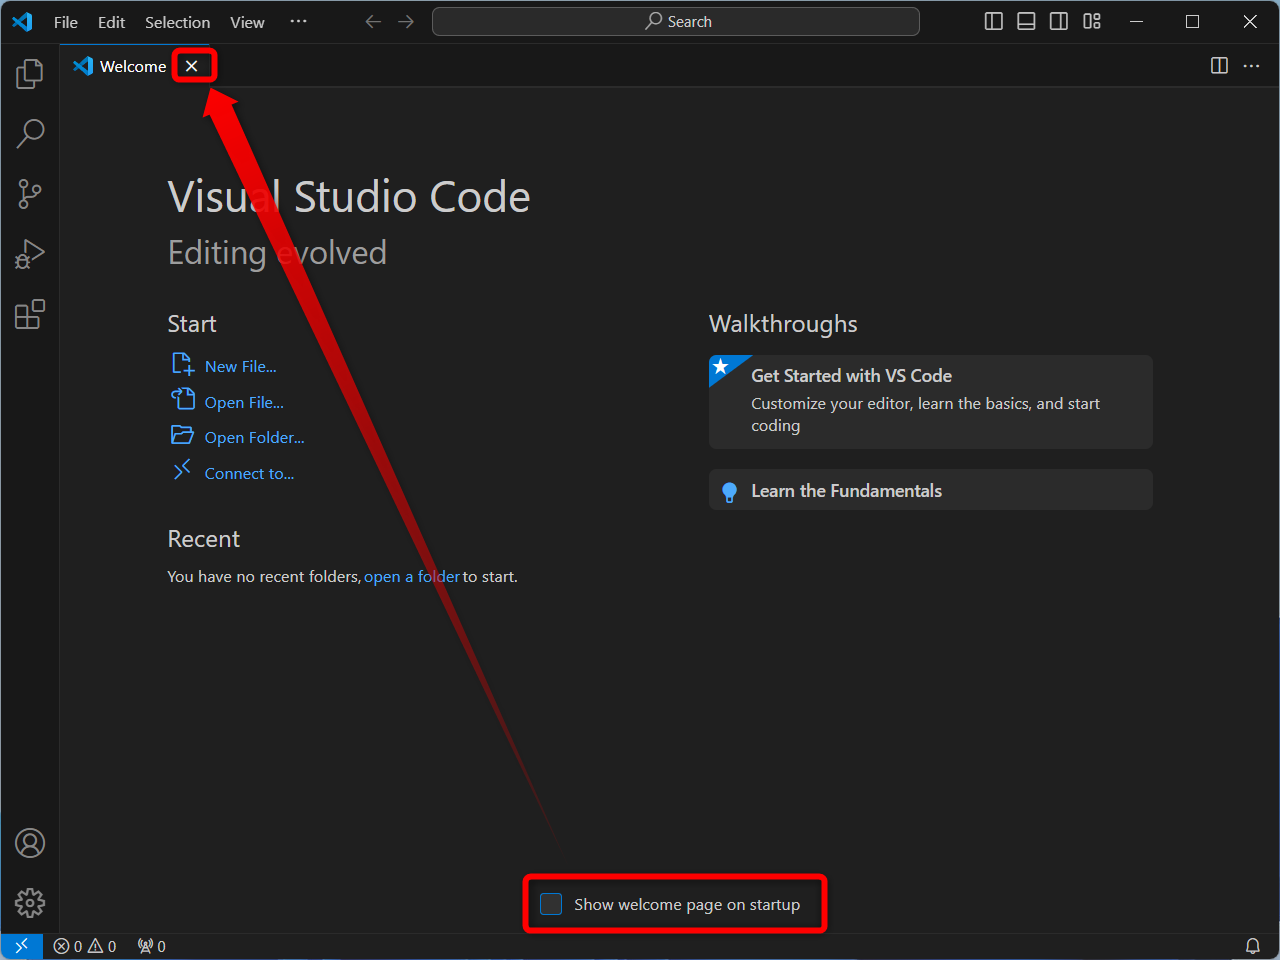 File Edit Selection View ··· Search
Welcome
Visual Studio Code
Editing evolved
Start
New File...
Open File...
Open Folder...
Connect to...
Recent
You have no recent folders, open a folder to start.
Walkthroughs
Get Started with VS Code
Customize your editor, learn the basics, and start
coding
Learn the Fundamentals
Show welcome page on startup
0 0 0